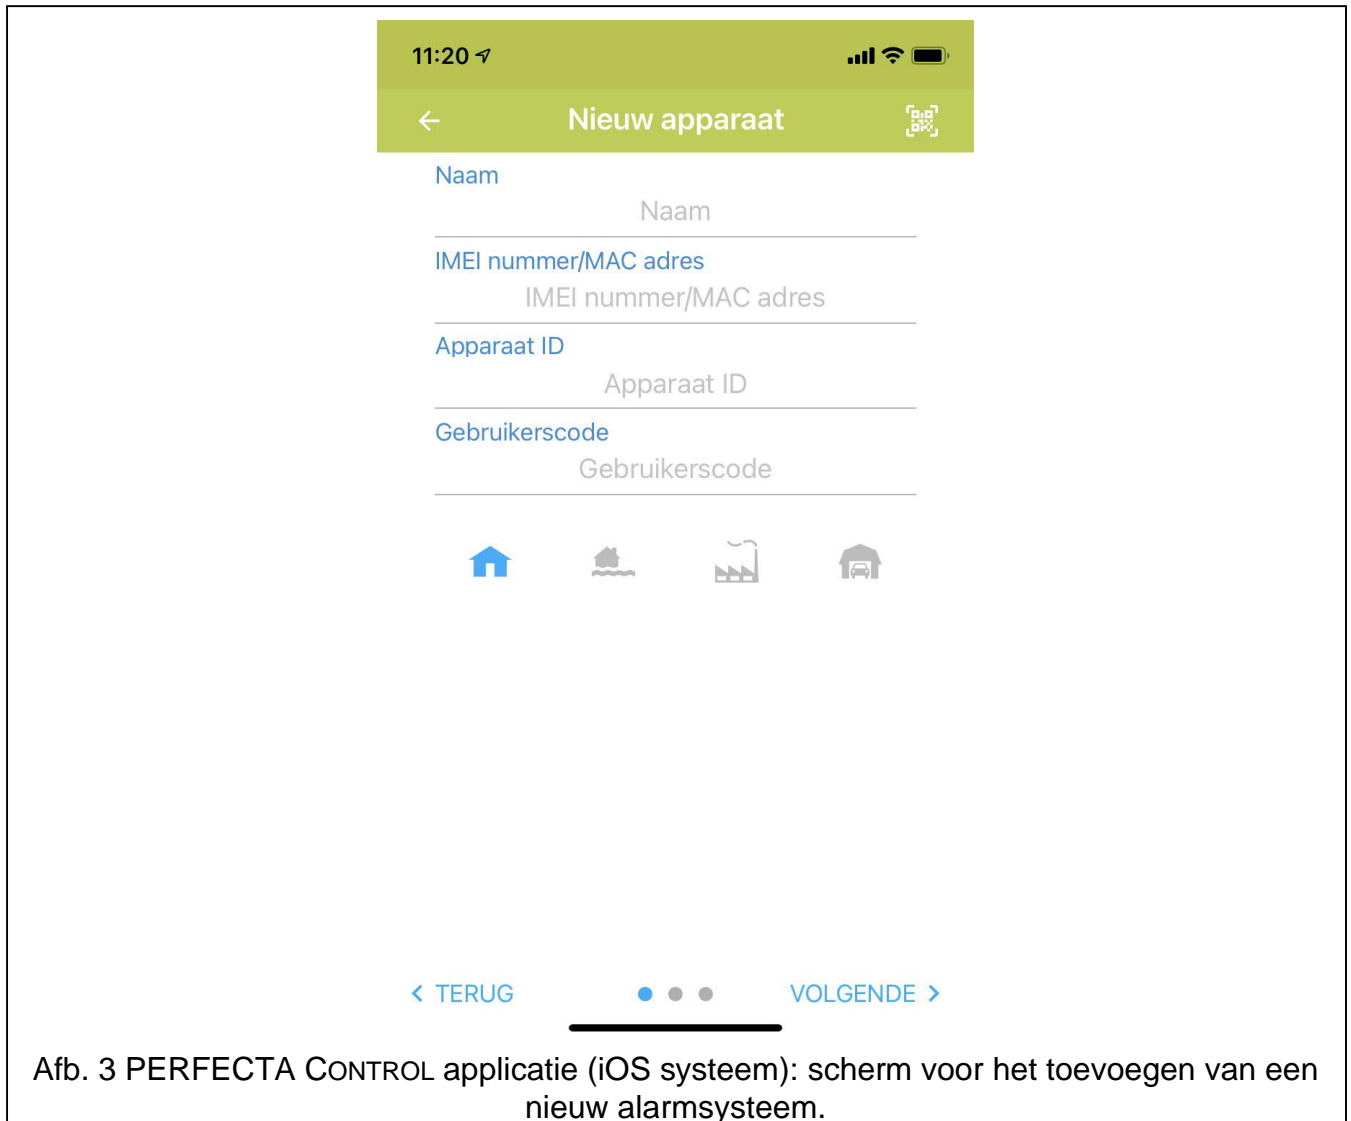 11:20
Nieuw apparaat
Naam
Naam
IMEI nummer/MAC adres
IMEI nummer/MAC adres
Apparaat ID
Apparaat ID
Gebruikerscode
Gebruikerscode
TERUG VOLGENDE
Afb. 3 PERFECTA CONTROL applicatie (iOS systeem): scherm voor het toevoegen van een
nieuw alarmsysteem.